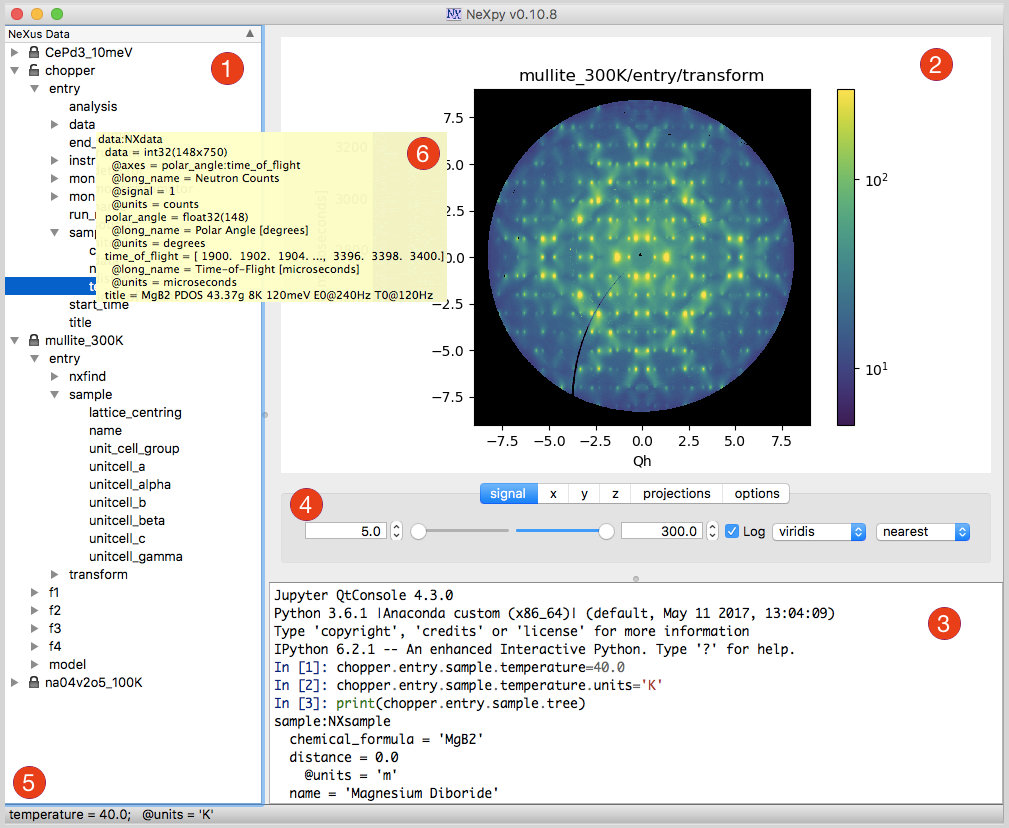 NeXpy v0.10.8
NeXus Data
CePd3_10meV
chopper
1
entry
analysis
data
end_
instr
mon
mon
run_
samp
c
n
te
start_time
title
mullite_300K
entry
nxfind
sample
lattice_centring
name
unit_cell_group
unitcell_a
unitcell_alpha
unitcell_b
unitcell_beta
unitcell_c
unitcell_gamma
transform
f1
f2
f3
f4
model
na04v2o5_100K
5
temperature = 40.0;   @units = 'K'
data:NXdata
data = int32(148x750)
@axes = polar_angle:time_of_flight
@long_name = Neutron Counts
@signal = 1
@units = counts
polar_angle = float32(148)
@long_name = Polar Angle [degrees]
@units = degrees
time_of_flight = [ 1900.  1902.  1904. ...,  3396.  3398.  3400.]
@long_name = Time-of-Flight [microseconds]
@units = microseconds
title = MgB2 PDOS 43.37g 8K 120meV E0@240Hz T0@120Hz
6
2
mullite_300K/entry/transform
7.5
5.0
2.5
0.0
−2.5
−5.0
−7.5
−7.5 −5.0 −2.5 0.0 2.5 5.0 7.5
Qh
10²
10¹
4
signal x y z projections options
5.0 300.0 Log viridis nearest
3
Jupyter QtConsole 4.3.0
Python 3.6.1 |Anaconda custom (x86_64)| (default, May 11 2017, 13:04:09)
Type 'copyright', 'credits' or 'license' for more information
IPython 6.2.1 -- An enhanced Interactive Python. Type '?' for help.
In [1]: chopper.entry.sample.temperature=40.0
In [2]: chopper.entry.sample.temperature.units='K'
In [3]: print(chopper.entry.sample.tree)
sample:NXsample
chemical_formula = 'MgB2'
distance = 0.0
@units = 'm'
name = 'Magnesium Diboride'